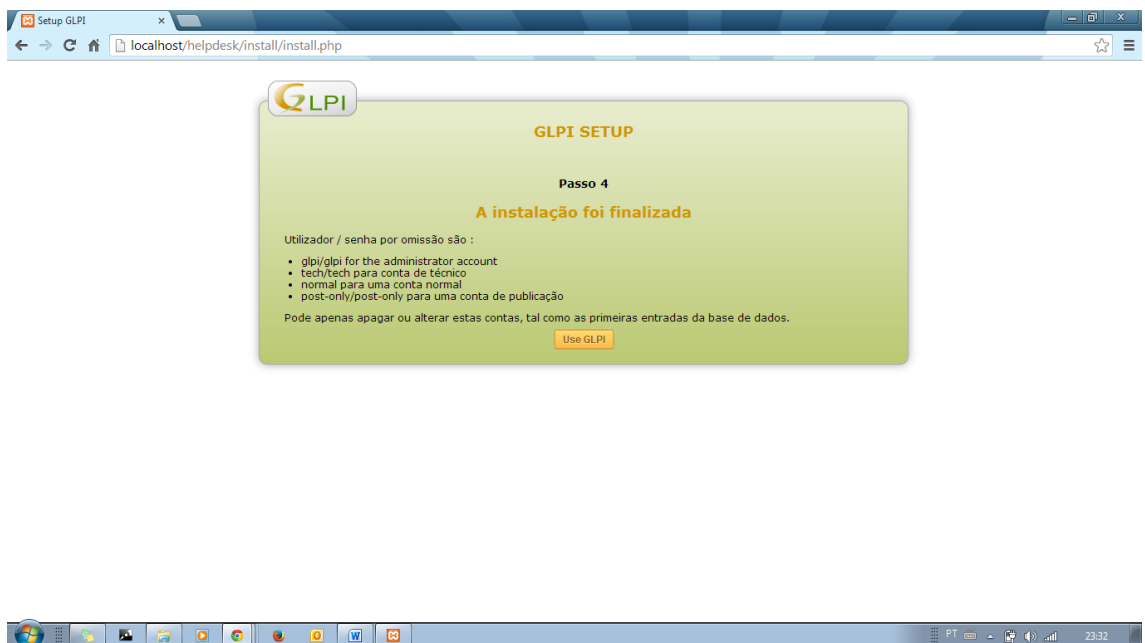 Setup GLPI
localhost/helpdesk/install/install.php
GLPI
GLPI SETUP
Passo 4
A instalação foi finalizada
Utilizador / senha por omissão são :
• glpi/glpi for the administrator account
• tech/tech para conta de técnico
• normal para uma conta normal
• post-only/post-only para uma conta de publicação
Pode apenas apagar ou alterar estas contas, tal como as primeiras entradas da base de dados.
Use GLPI
PT
23:32